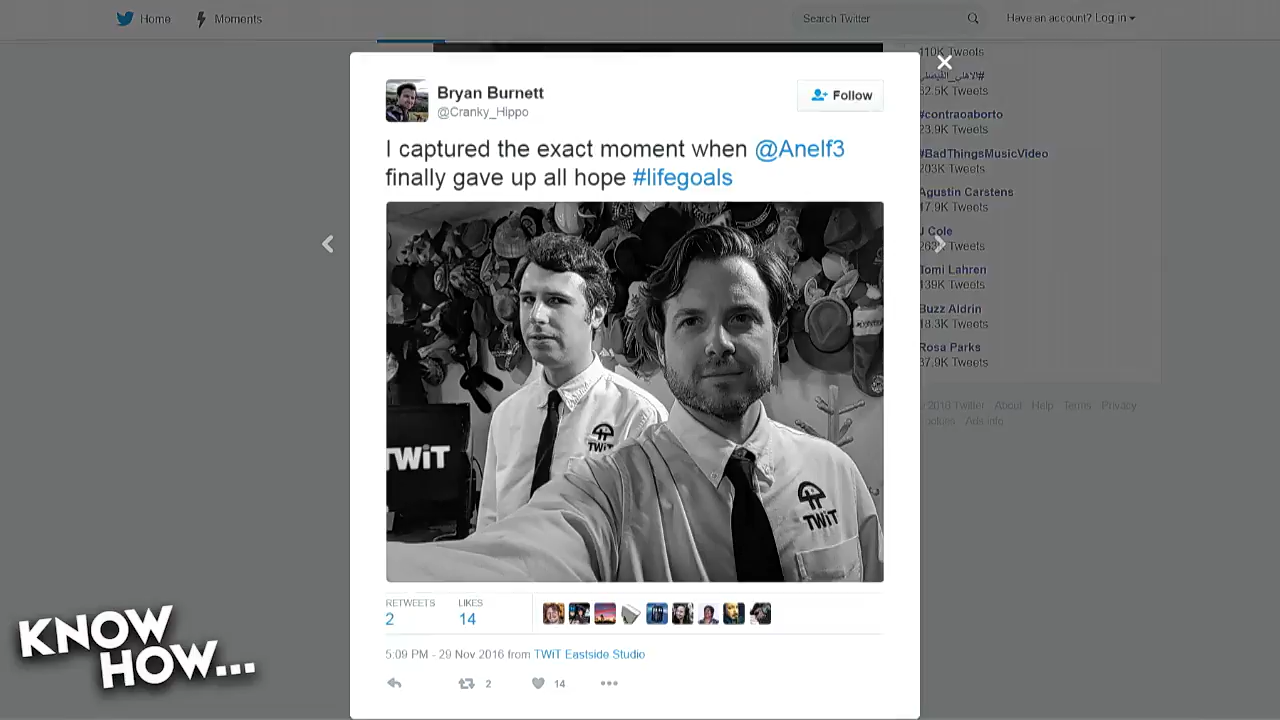 Home
Moments
Search Twitter
Have an account? Log in
110K Tweets
#الاهلي_الفيصلي
62.5K Tweets
#contraoaborto
23.9K Tweets
#BadThingsMusicVideo
203K Tweets
Agustin Carstens
17.9K Tweets
J Cole
263K Tweets
Tomi Lahren
139K Tweets
Buzz Aldrin
18.3K Tweets
Rosa Parks
37.9K Tweets
© 2016 Twitter About Help Terms Privacy
Ads info
Bryan Burnett
@Cranky_Hippo
Follow
I captured the exact moment when @Anelf3
finally gave up all hope #lifegoals
TWiT
TWiT
TWiT
RETWEETS
2
LIKES
14
5:09 PM - 29 Nov 2016 from TWiT Eastside Studio
2
14
KNOW
HOW...